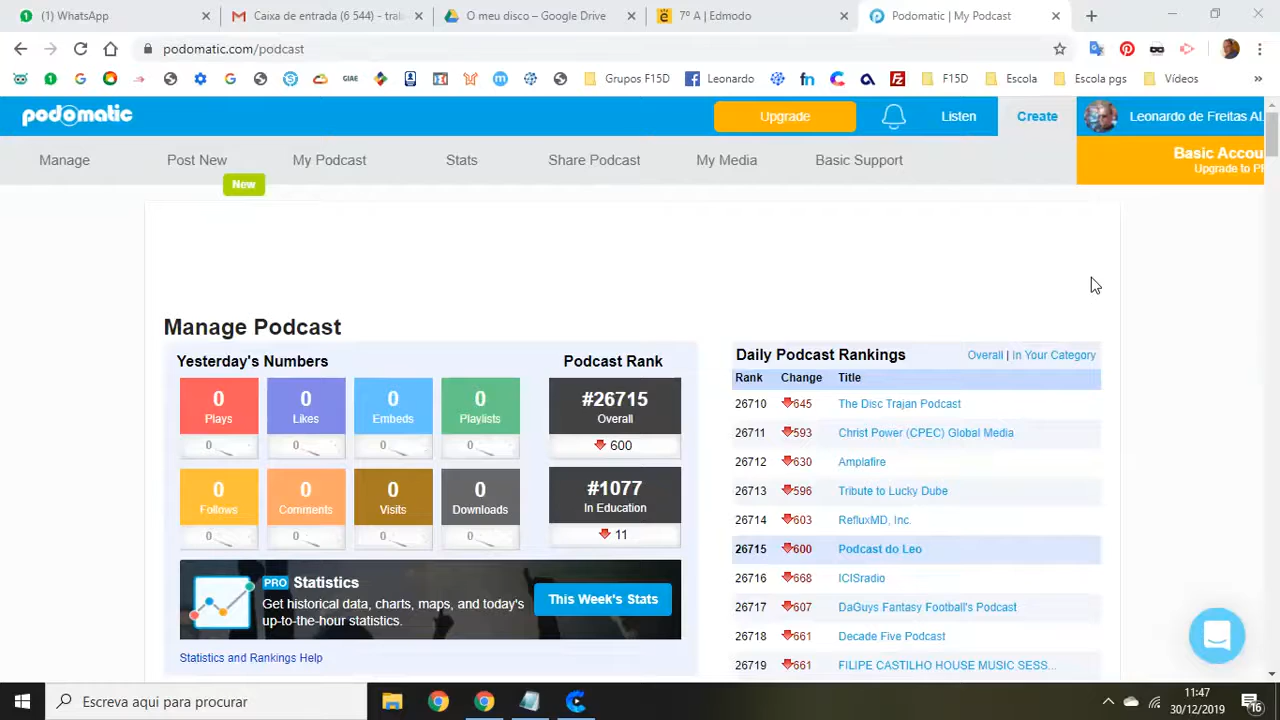 (1) WhatsApp
Caixa de entrada (6 544) - trai
O meu disco – Google Drive
7º A | Edmodo
Podomatic | My Podcast
podomatic.com/podcast
GIAE
Grupos F15D
Leonardo
fn
F15D
Escola
Escola pgs
Vídeos
podomatic
Upgrade
Listen
Create
Leonardo de Freitas Al
Manage
Post New
My Podcast
Stats
Share Podcast
My Media
Basic Support
Basic Accou
Upgrade to PR
New
Manage Podcast
Yesterday's Numbers
Podcast Rank
0
Plays
0
0
Likes
0
0
Embeds
0
0
Playlists
0
#26715
Overall
600
0
Follows
0
0
Comments
0
0
Visits
0
0
Downloads
0
#1077
In Education
11
PRO Statistics
Get historical data, charts, maps, and today's
up-to-the-hour statistics.
This Week's Stats
Statistics and Rankings Help
Daily Podcast Rankings
Overall | In Your Category
Rank Change Title
26710 645 The Disc Trajan Podcast
26711 593 Christ Power (CPEC) Global Media
26712 630 Amplafire
26713 596 Tribute to Lucky Dube
26714 603 RefluxMD, Inc.
26715 600 Podcast do Leo
26716 668 ICISradio
26717 607 DaGuys Fantasy Football's Podcast
26718 661 Decade Five Podcast
26719 661 FILIPE CASTILHO HOUSE MUSIC SESS...
Escreva aqui para procurar
11:47
30/12/2019
16